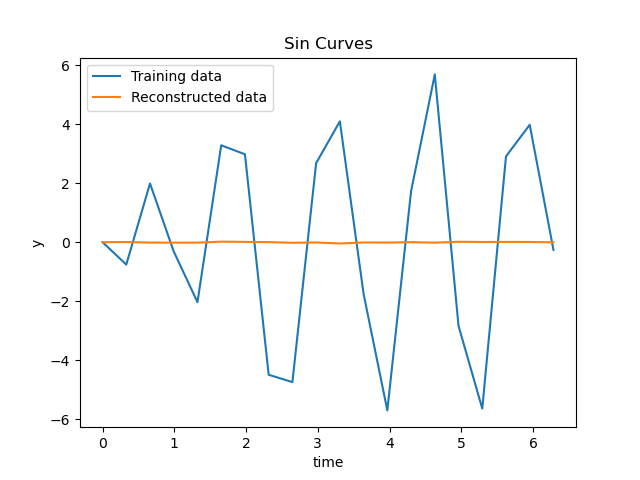 Sin Curves
Training data
Reconstructed data
6
4
2
0
−2
−4
−6
y
0 1 2 3 4 5 6
time